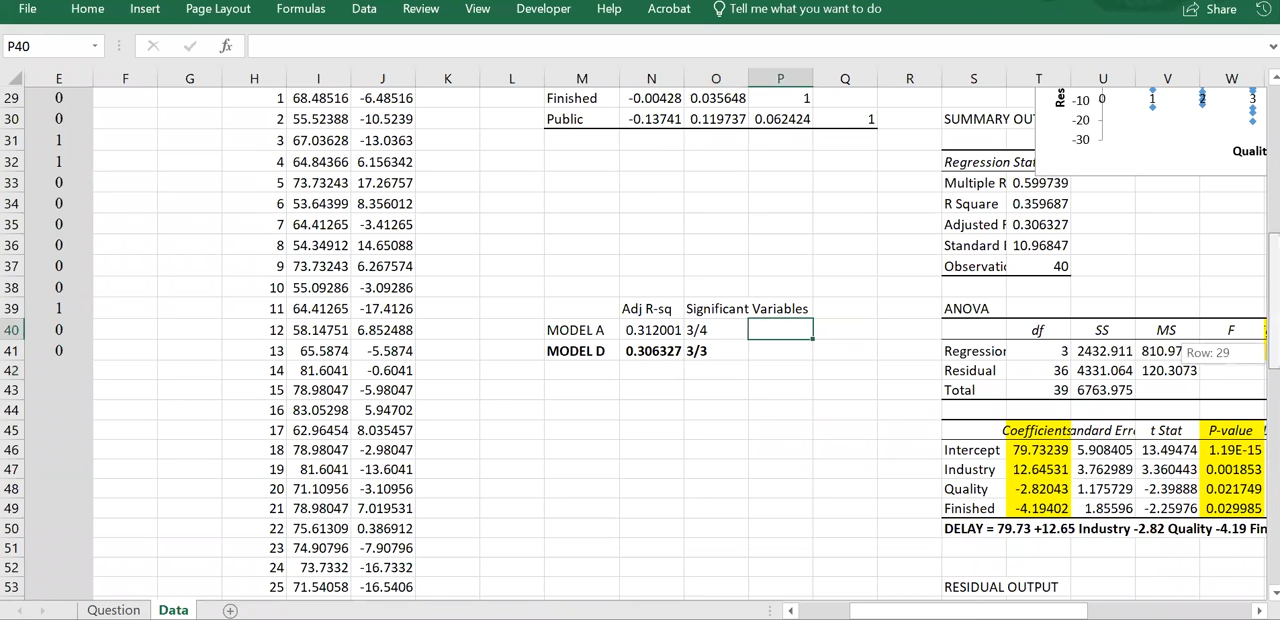 File Home Insert Page Layout Formulas Data Review View Developer Help Acrobat Tell me what you want to do Share
P40 fx
E F G H I J K L M N O P Q R S T U V W
29 0 1 68.48516 -6.48516 Finished -0.00428 0.035648 1 Res -10 0 1 2 3
30 0 2 55.52388 -10.5239 Public -0.13741 0.119737 0.062424 1 SUMMARY OU -20
31 1 3 67.03628 -13.0363 -30
Qualit
32 1 4 64.84366 6.156342 Regression Stat
33 0 5 73.73243 17.26757 Multiple R 0.599739
34 0 6 53.64399 8.356012 R Square 0.359687
35 0 7 64.41265 -3.41265 Adjusted F 0.306327
36 0 8 54.34912 14.65088 Standard I 10.96847
37 0 9 73.73243 6.267574 Observatic 40
38 0 10 55.09286 -3.09286
39 1 11 64.41265 -17.4126 Adj R-sq Significant Variables ANOVA
40 0 12 58.14751 6.852488 MODEL A 0.312001 3/4 df SS MS F
41 0 13 65.5874 -5.5874 MODEL D 0.306327 3/3 Regression 3 2432.911 810.97 Row: 29
42 14 81.6041 -0.6041 Residual 36 4331.064 120.3073
43 15 78.98047 -5.98047 Total 39 6763.975
44 16 83.05298 5.94702
45 17 62.96454 8.035457 Coefficients andard Erro t Stat P-value
46 18 78.98047 -2.98047 Intercept 79.73239 5.908405 13.49474 1.19E-15
47 19 81.6041 -13.6041 Industry 12.64531 3.762989 3.360443 0.001853
48 20 71.10956 -3.10956 Quality -2.82043 1.175729 -2.39888 0.021749
49 21 78.98047 7.019531 Finished -4.19402 1.85596 -2.25976 0.029985
50 22 75.61309 0.386912 DELAY = 79.73 +12.65 Industry -2.82 Quality -4.19 Fin
51 23 74.90796 -7.90796
52 24 73.7332 -16.7332
53 25 71.54058 -16.5406 RESIDUAL OUTPUT
Question Data